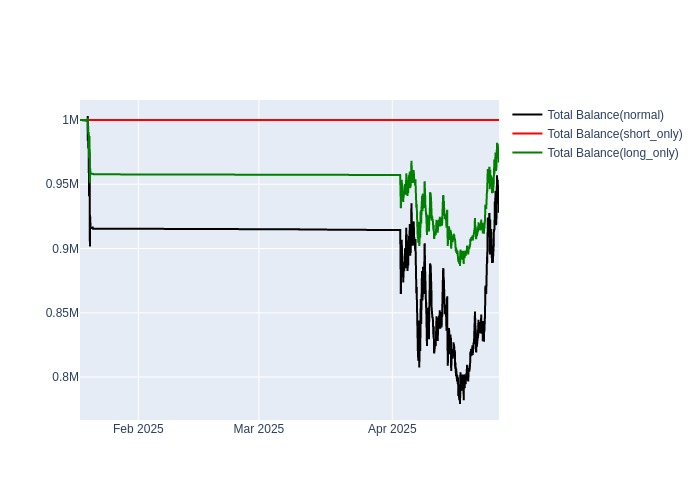 1M
0.95M
0.9M
0.85M
0.8M
Feb 2025
Mar 2025
Apr 2025
Total Balance(normal)
Total Balance(short_only)
Total Balance(long_only)